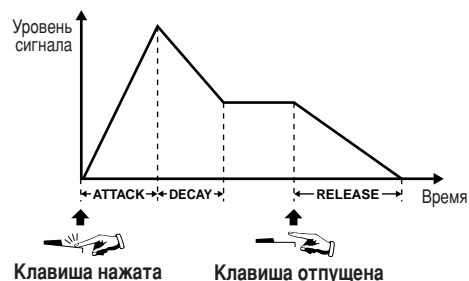 Уровень
сигнала
ATTACK
DECAY
RELEASE
Время
Клавиша нажата
Клавиша отпущена